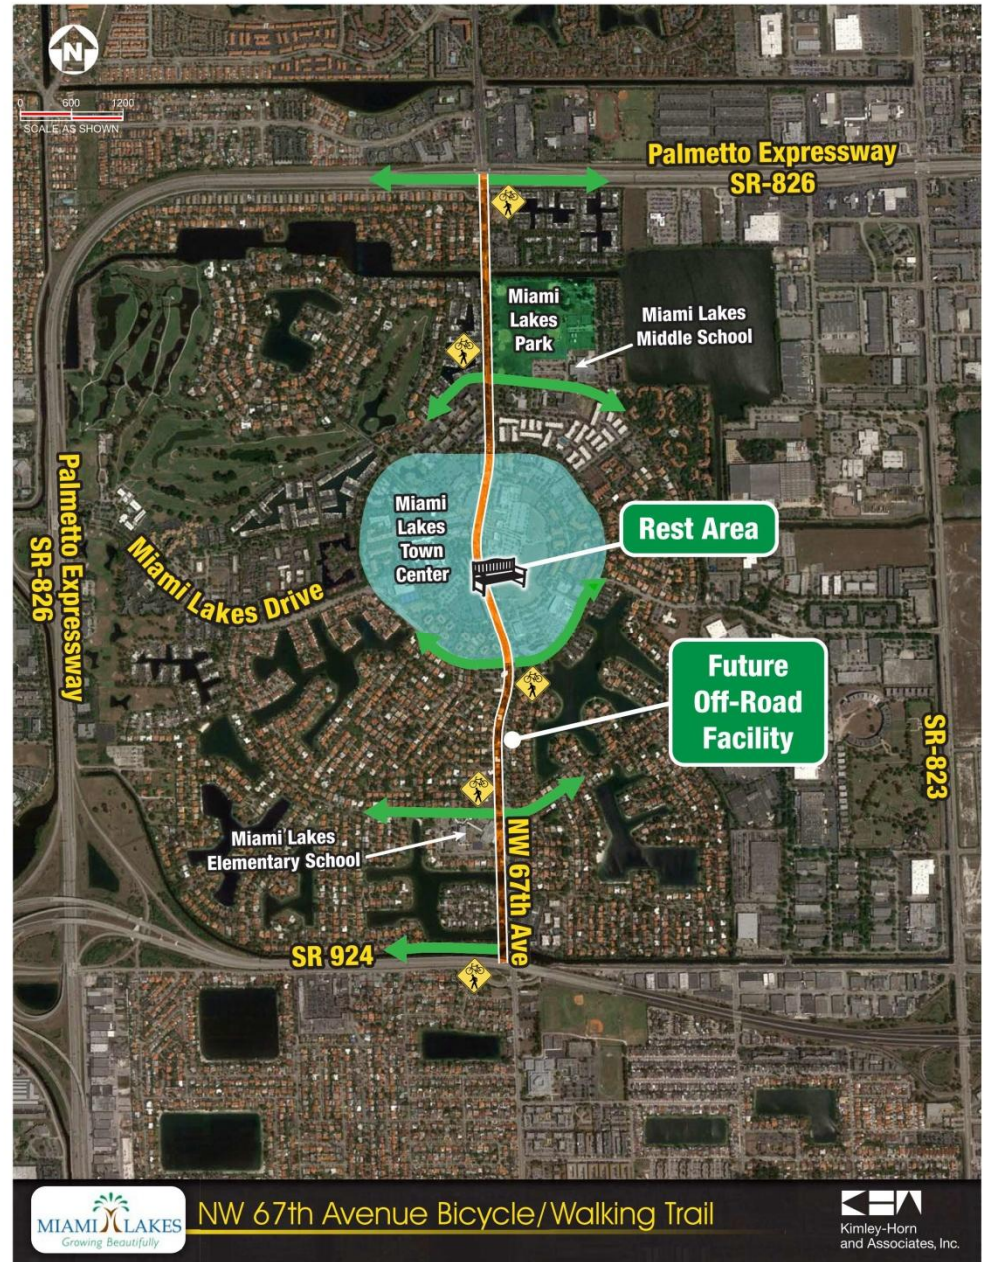 N
0 600 1200
SCALE AS SHOWN
Palmetto Expressway
SR-826
Miami
Lakes
Park
Miami Lakes
Middle School
Palmetto Expressway
SR-826
Miami Lakes Drive
Miami
Lakes
Town
Center
Rest Area
Future
Off-Road
Facility
SR-823
Miami Lakes
Elementary School
NW 67th Ave
SR 924
MIAMI LAKES
Growing Beautifully
NW 67th Avenue Bicycle/Walking Trail
Kimley-Horn
and Associates, Inc.